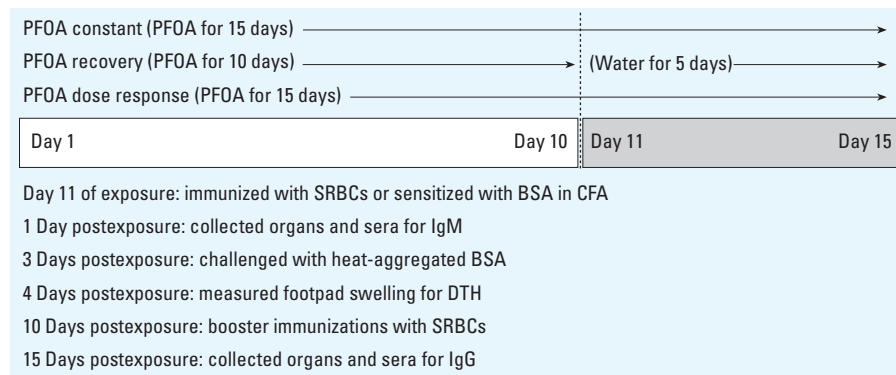 PFOA constant (PFOA for 15 days)
PFOA recovery (PFOA for 10 days) (Water for 5 days)
PFOA dose response (PFOA for 15 days)
Day 1 Day 10 Day 11 Day 15
Day 11 of exposure: immunized with SRBCs or sensitized with BSA in CFA
1 Day postexposure: collected organs and sera for IgM
3 Days postexposure: challenged with heat-aggregated BSA
4 Days postexposure: measured footpad swelling for DTH
10 Days postexposure: booster immunizations with SRBCs
15 Days postexposure: collected organs and sera for IgG